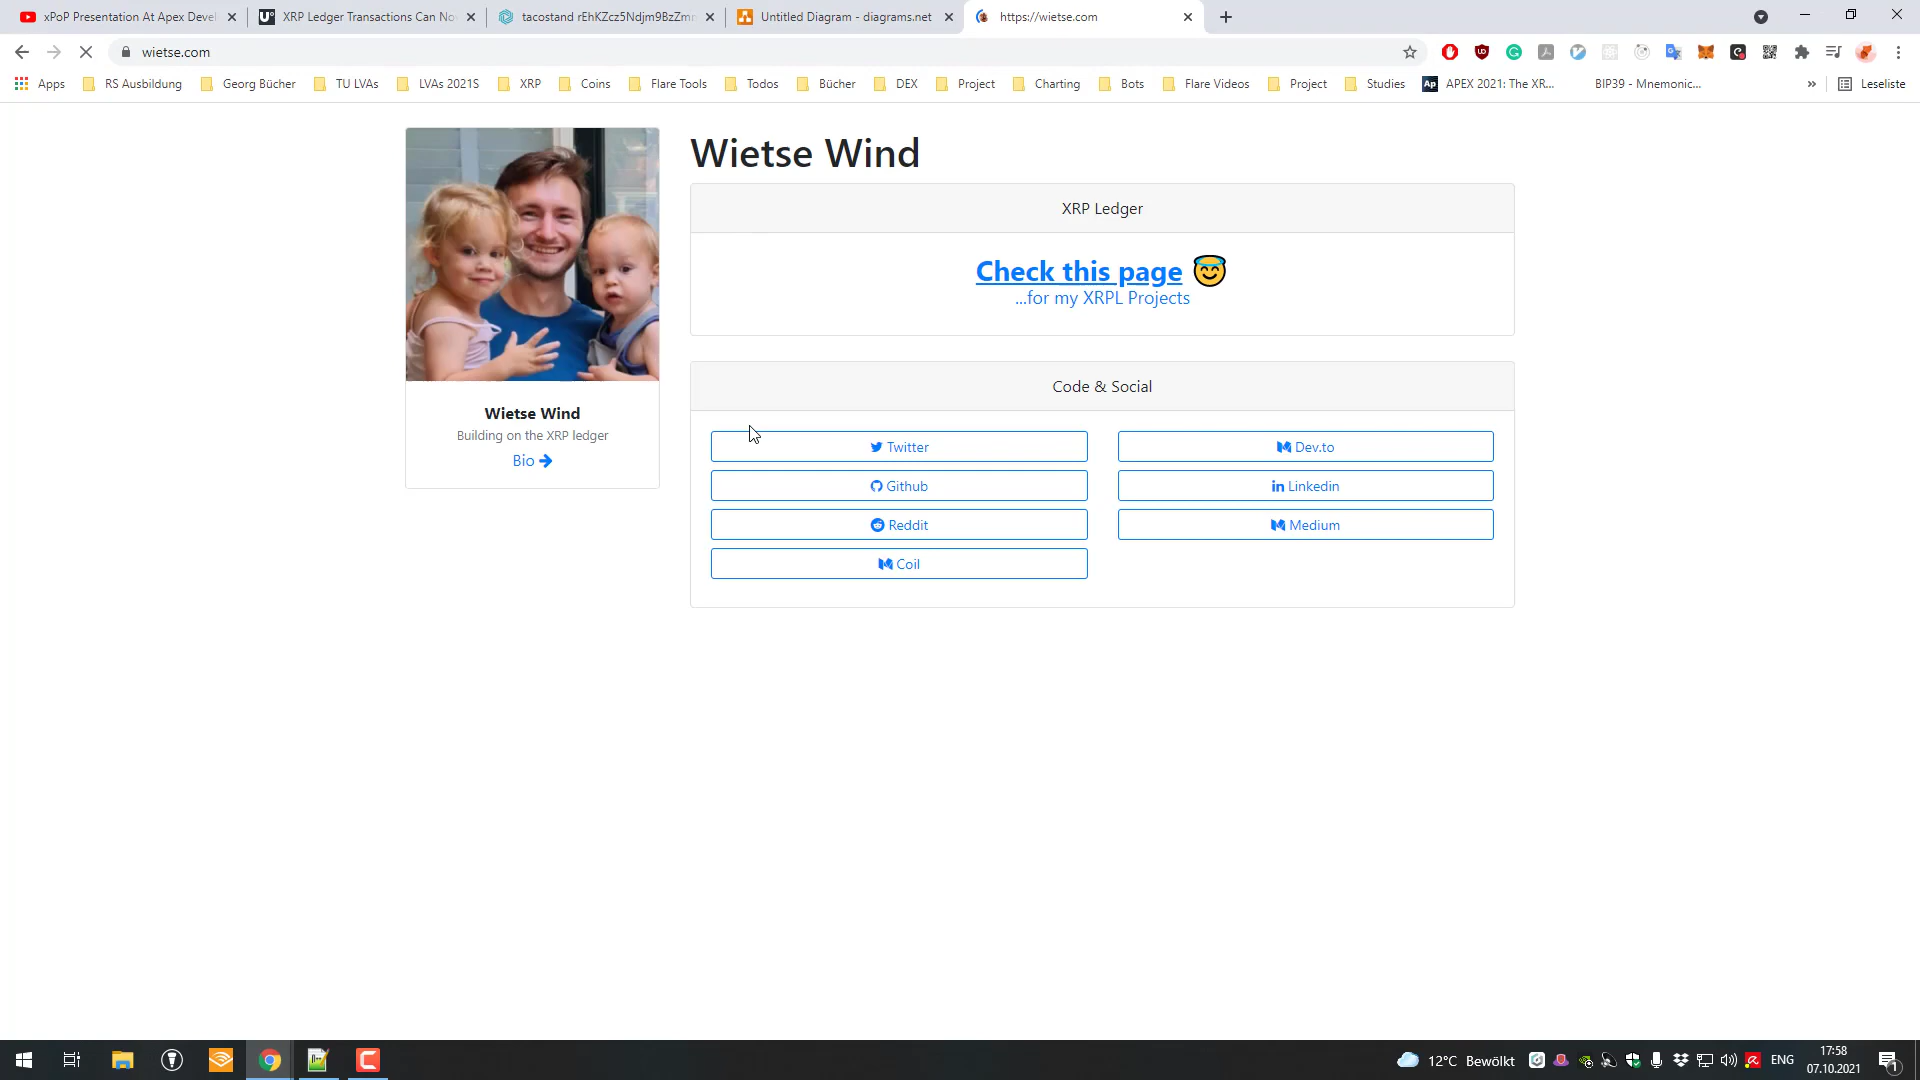 xPoP Presentation At Apex Devel
XRP Ledger Transactions Can No
tacostand rEhKZcz5Ndjm9BzZmr
Untitled Diagram - diagrams.net
https://wietse.com
wietse.com
Apps
RS Ausbildung
Georg Bücher
TU LVAs
LVAs 2021S
XRP
Coins
Flare Tools
Todos
Bücher
DEX
Project
Charting
Bots
Flare Videos
Project
Studies
Ap
APEX 2021: The XR...
BIP39 - Mnemonic...
»
Leseliste
Wietse Wind
XRP Ledger
Check this page
...for my XRPL Projects
Wietse Wind
Building on the XRP ledger
Bio
Code & Social
Twitter
Dev.to
Github
Linkedin
Reddit
Medium
Coil
12°C Bewölkt
ENG
17:58
07.10.2021
1